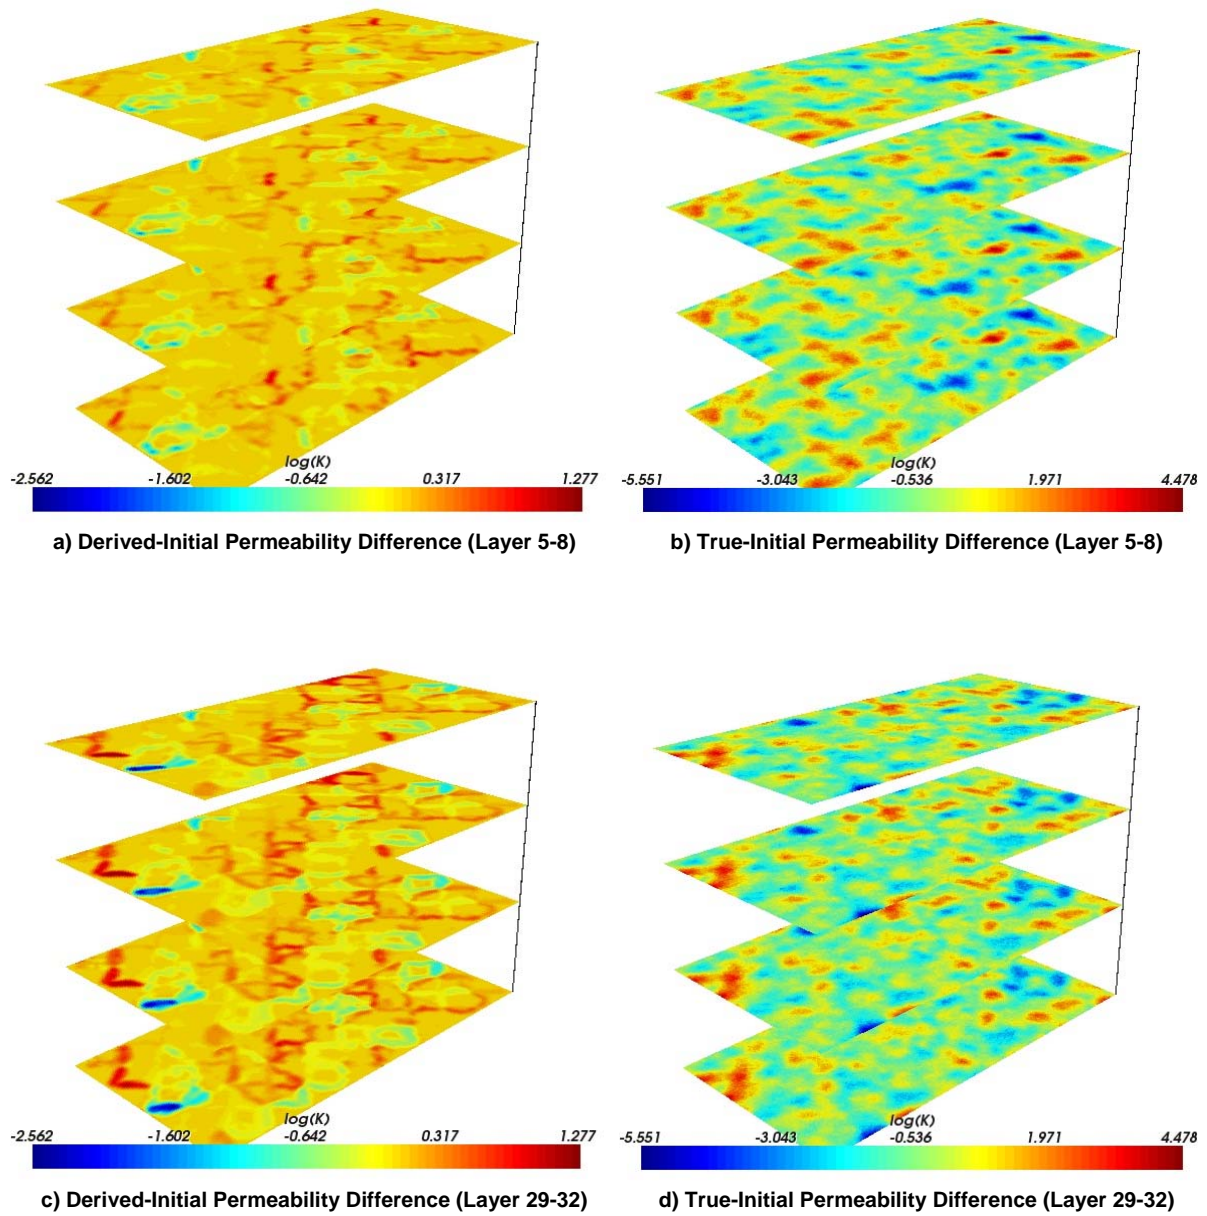 log(K)
-2.562 -1.602 -0.642 0.317 1.277
a) Derived-Initial Permeability Difference (Layer 5-8)
log(K)
-5.551 -3.043 -0.536 1.971 4.478
b) True-Initial Permeability Difference (Layer 5-8)
log(K)
-2.562 -1.602 -0.642 0.317 1.277
c) Derived-Initial Permeability Difference (Layer 29-32)
log(K)
-5.551 -3.043 -0.536 1.971 4.478
d) True-Initial Permeability Difference (Layer 29-32)